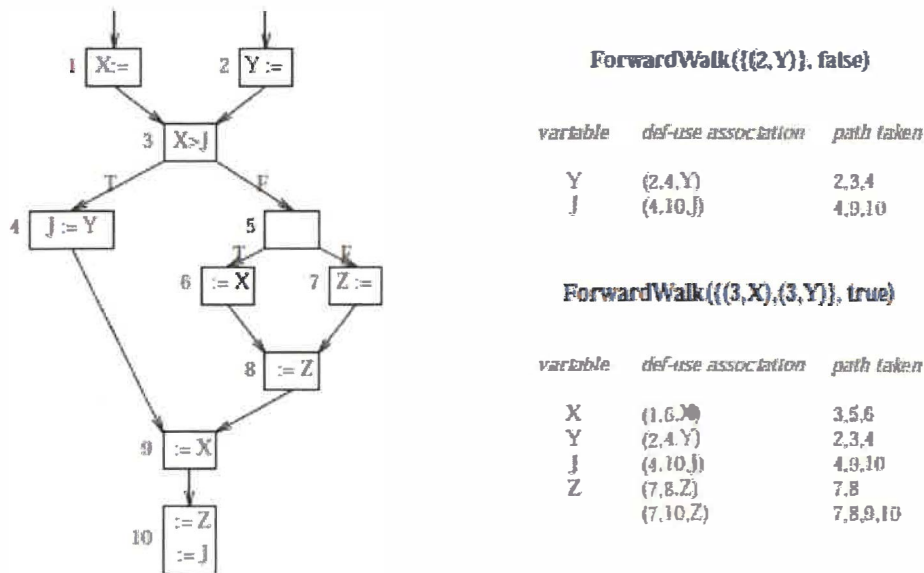 1 X:=
2 Y :=
3 X>J
T F
4 J := Y
5
T F
6 := X
7 Z :=
8 := Z
9 := X
10 := Z
:= J
ForwardWalk({(2,Y)}, false)
variable def-use association path taken
Y (2,4,Y) 2,3,4
J (4,10,J) 4,9,10
ForwardWalk({(3,X),(3,Y)}, true)
variable def-use association path taken
X (1,6,X) 3,5,6
Y (2,4,Y) 2,3,4
J (4,10,J) 4,9,10
Z (7,8,Z) 7,8
(7,10,Z) 7,8,9,10